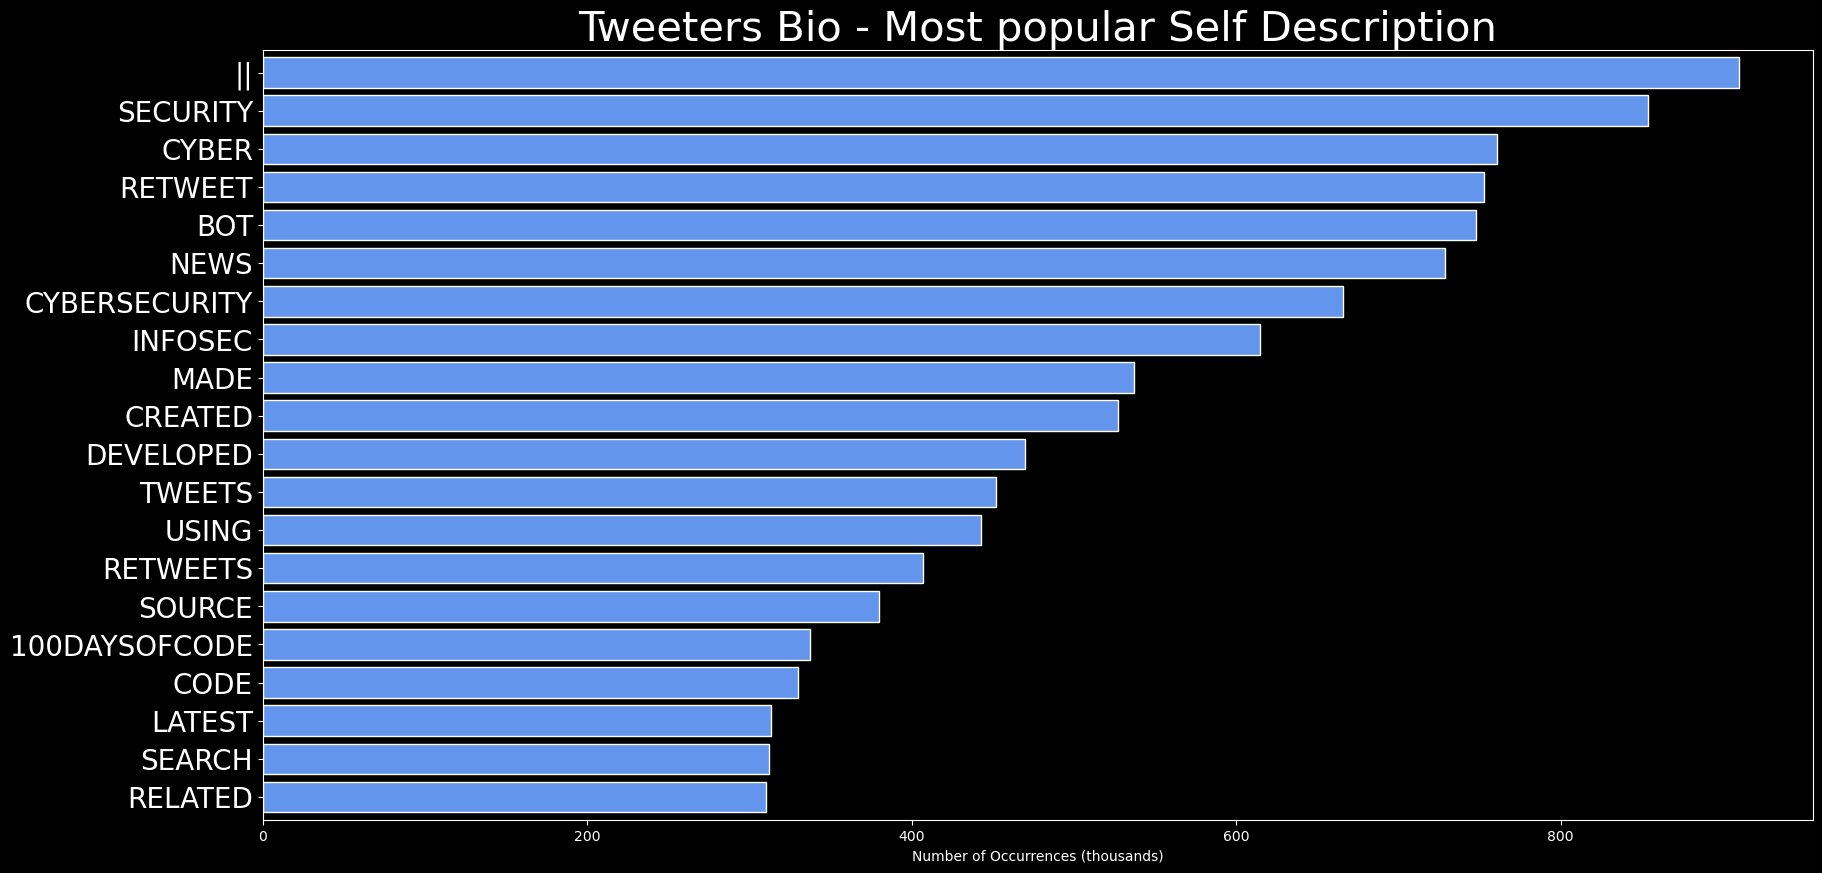 Tweeters Bio - Most popular Self Description
||
SECURITY
CYBER
RETWEET
BOT
NEWS
CYBERSECURITY
INFOSEC
MADE
CREATED
DEVELOPED
TWEETS
USING
RETWEETS
SOURCE
100DAYSOFCODE
CODE
LATEST
SEARCH
RELATED
0 200 400 600 800
Number of Occurrences (thousands)